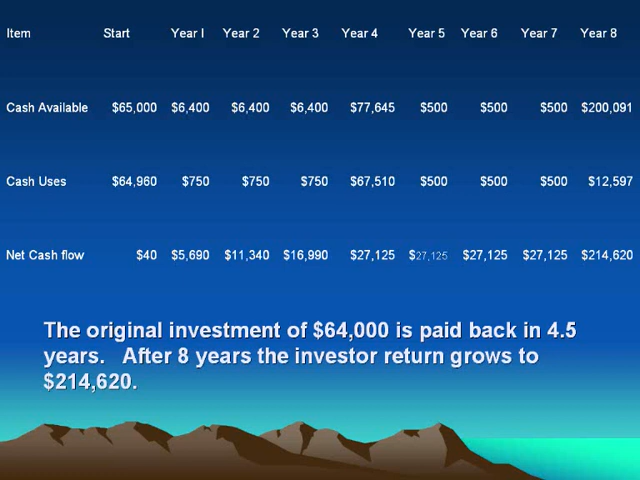 Item Start Year I Year 2 Year 3 Year 4 Year 5 Year 6 Year 7 Year 8
Cash Available $65,000 $6,400 $6,400 $6,400 $77,645 $500 $500 $500 $200,091
Cash Uses $64,960 $750 $750 $750 $67,510 $500 $500 $500 $12,597
Net Cash flow $40 $5,690 $11,340 $16,990 $27,125 $27,125 $27,125 $27,125 $214,620
The original investment of $64,000 is paid back in 4.5
years. After 8 years the investor return grows to
$214,620.